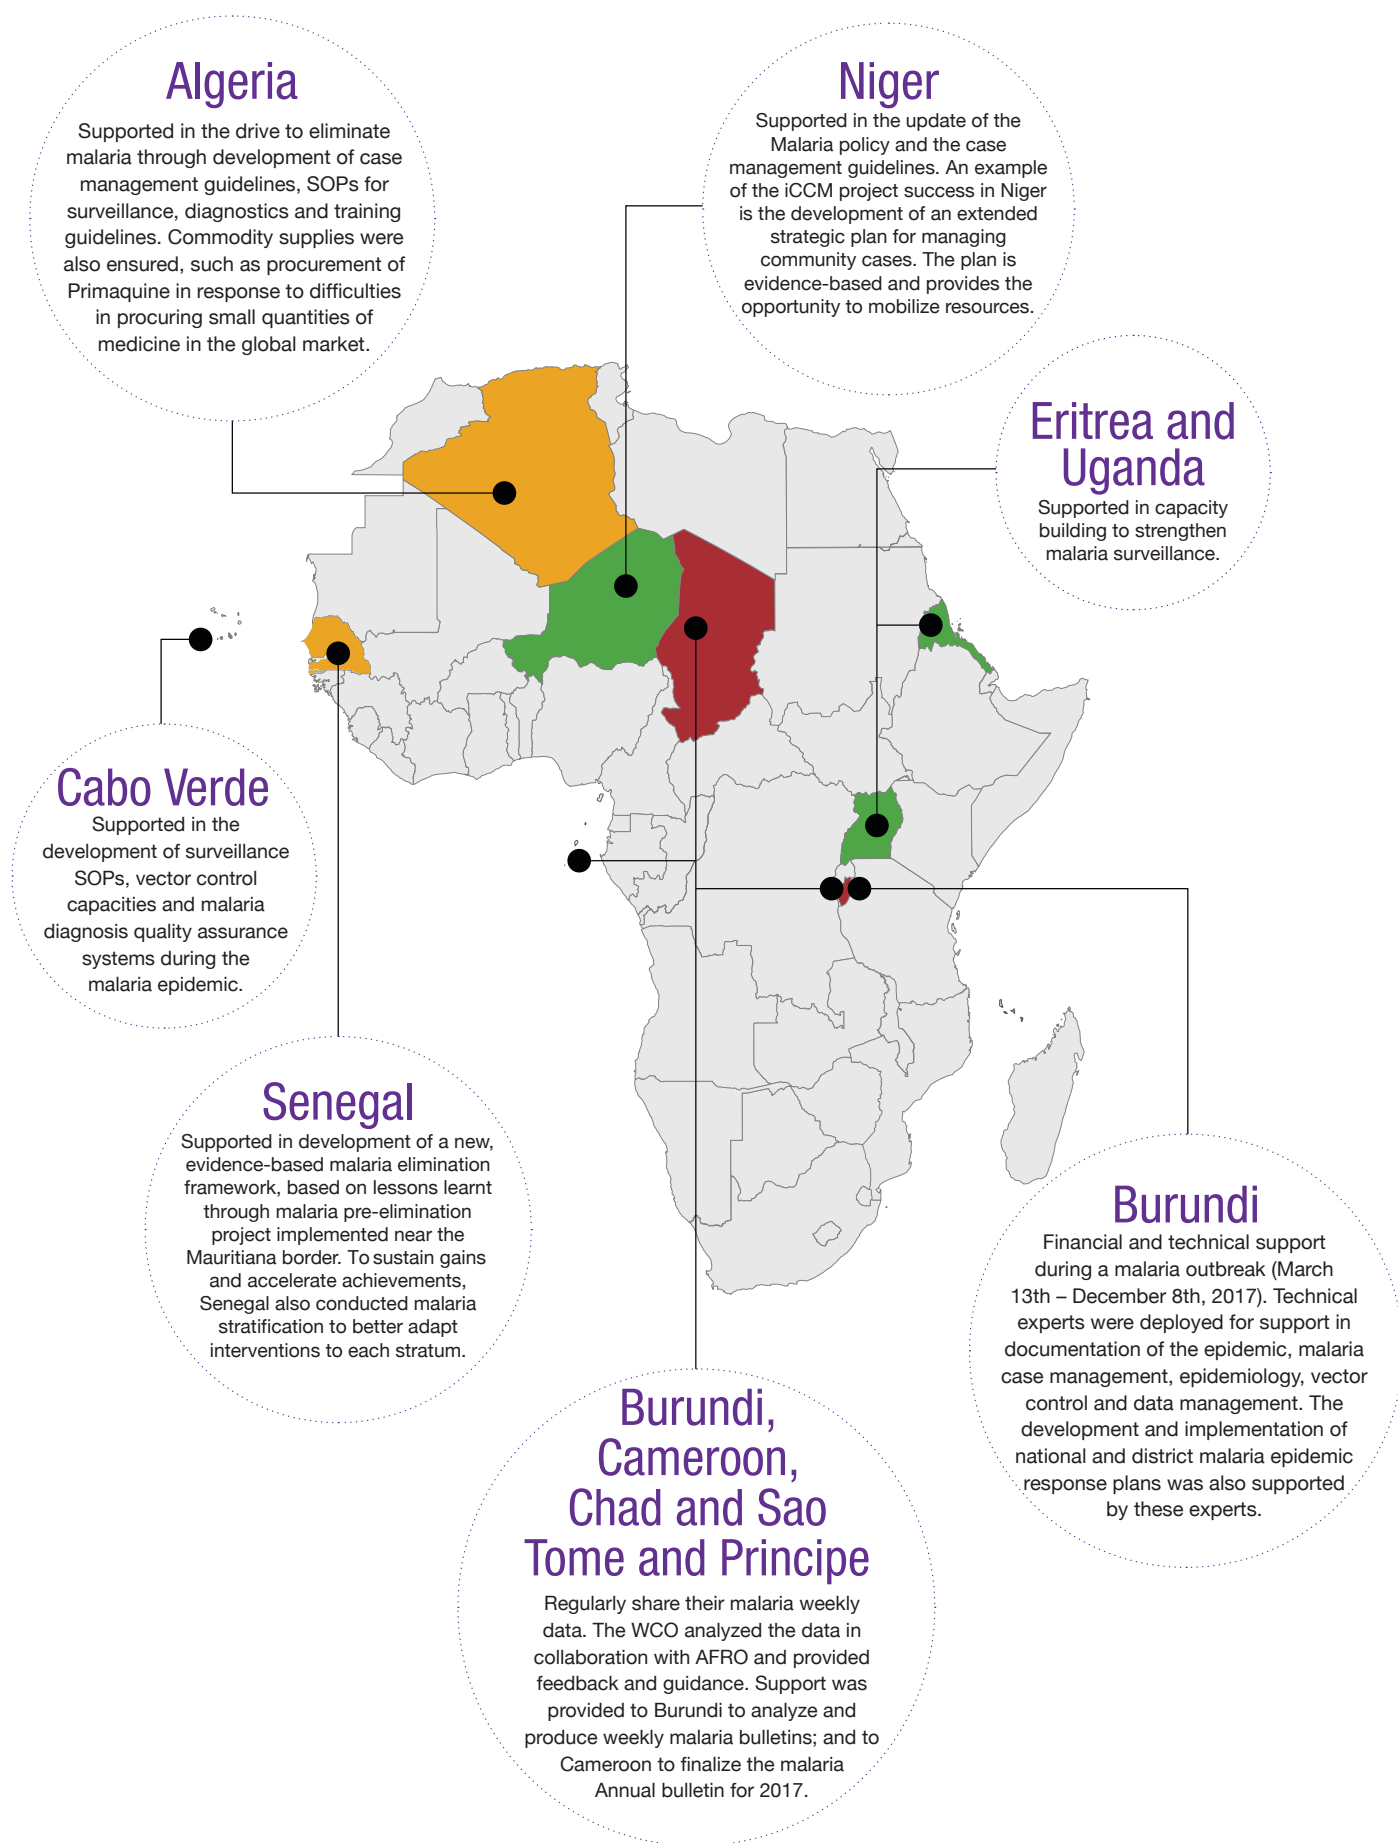 Algeria
Supported in the drive to eliminate
malaria through development of case
management guidelines, SOPs for
surveillance, diagnostics and training
guidelines. Commodity supplies were
also ensured, such as procurement of
Primaquine in response to difficulties
in procuring small quantities of
medicine in the global market.
Niger
Supported in the update of the
Malaria policy and the case
management guidelines. An example
of the iCCM project success in Niger
is the development of an extended
strategic plan for managing
community cases. The plan is
evidence-based and provides the
opportunity to mobilize resources.
Eritrea and
Uganda
Supported in capacity
building to strengthen
malaria surveillance.
Cabo Verde
Supported in the
development of surveillance
SOPs, vector control
capacities and malaria
diagnosis quality assurance
systems during the
malaria epidemic.
Senegal
Supported in development of a new,
evidence-based malaria elimination
framework, based on lessons learnt
through malaria pre-elimination
project implemented near the
Mauritiana border. To sustain gains
and accelerate achievements,
Senegal also conducted malaria
stratification to better adapt
interventions to each stratum.
Burundi
Financial and technical support
during a malaria outbreak (March
13th – December 8th, 2017). Technical
experts were deployed for support in
documentation of the epidemic, malaria
case management, epidemiology, vector
control and data management. The
development and implementation of
national and district malaria epidemic
response plans was also supported
by these experts.
Burundi,
Cameroon,
Chad and Sao
Tome and Principe
Regularly share their malaria weekly
data. The WCO analyzed the data in
collaboration with AFRO and provided
feedback and guidance. Support was
provided to Burundi to analyze and
produce weekly malaria bulletins; and to
Cameroon to finalize the malaria
Annual bulletin for 2017.